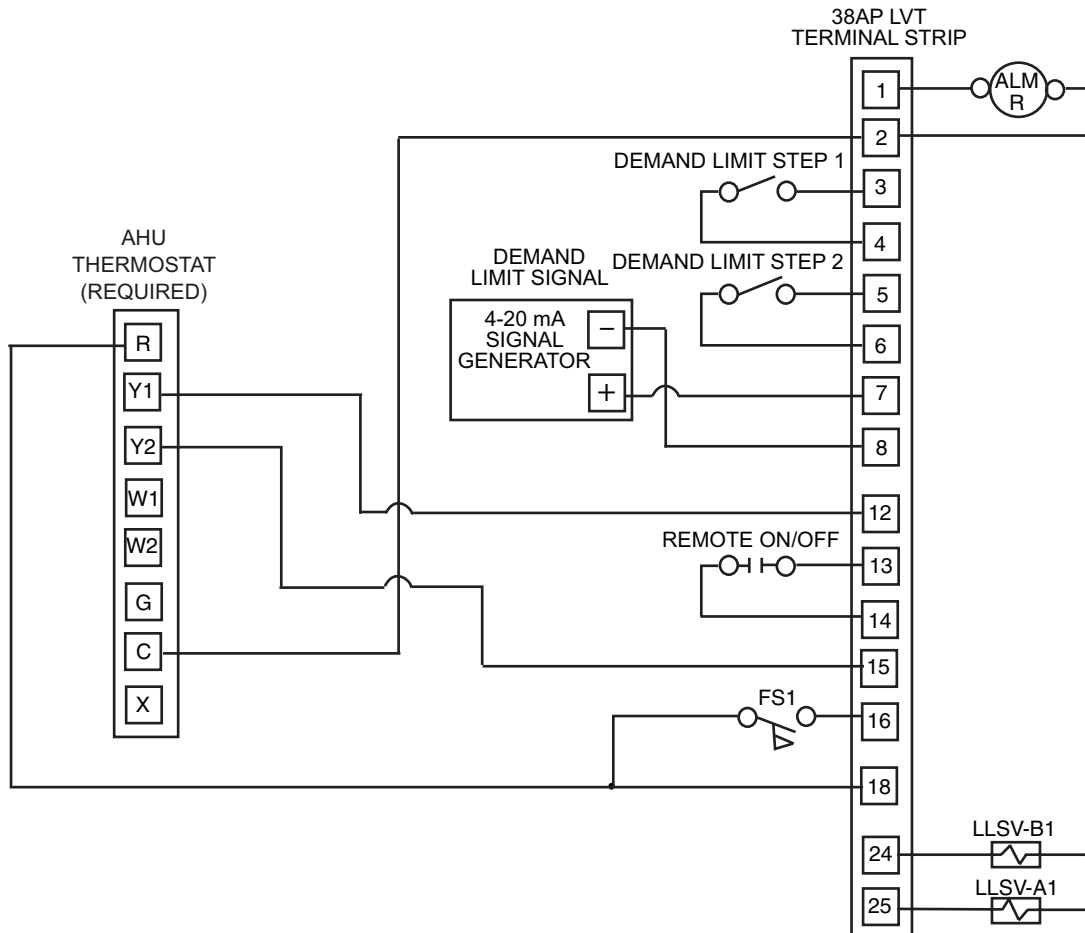 38AP LVT
TERMINAL STRIP
1
ALM
R
2
DEMAND LIMIT STEP 1
3
4
AHU
THERMOSTAT
(REQUIRED)
DEMAND
LIMIT SIGNAL
DEMAND LIMIT STEP 2
5
4-20 mA
SIGNAL
GENERATOR
−
+
6
7
8
R
Y1
Y2
W1
W2
G
C
X
12
REMOTE ON/OFF
13
14
15
FS1
16
18
LLSV-B1
24
LLSV-A1
25